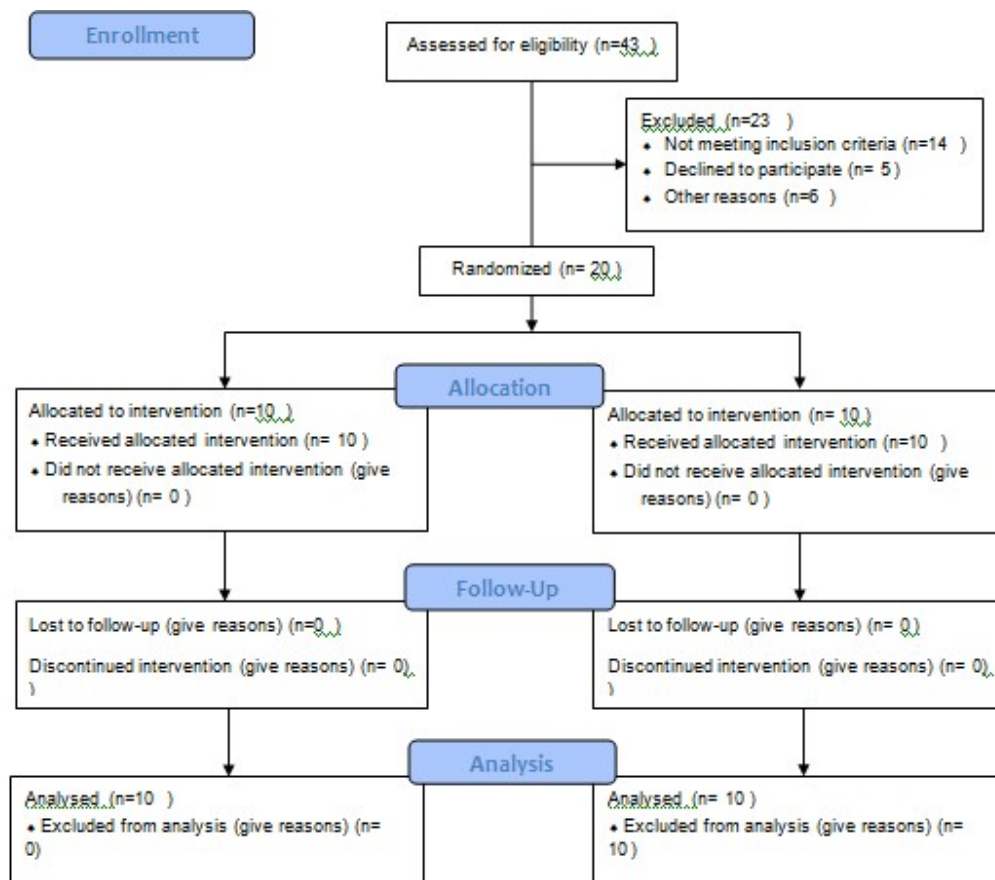 Enrollment
Assessed for eligibility (n=43 )
Excluded (n=23 )
♦ Not meeting inclusion criteria (n=14 )
♦ Declined to participate (n= 5 )
♦ Other reasons (n=6 )
Randomized (n= 20 )
Allocation
Allocated to intervention (n=10 )
♦ Received allocated intervention (n= 10 )
♦ Did not receive allocated intervention (give
reasons) (n= 0 )
Allocated to intervention (n= 10 )
♦ Received allocated intervention (n=10 )
♦ Did not receive allocated intervention (give
reasons) (n= 0 )
Follow-Up
Lost to follow-up (give reasons) (n=0 )
Discontinued intervention (give reasons) (n= 0)
)
Lost to follow-up (give reasons) (n= 0)
Discontinued intervention (give reasons) (n= 0)
)
Analysis
Analysed (n=10 )
♦ Excluded from analysis (give reasons) (n=
0)
Analysed (n= 10 )
♦ Excluded from analysis (give reasons) (n=
10)